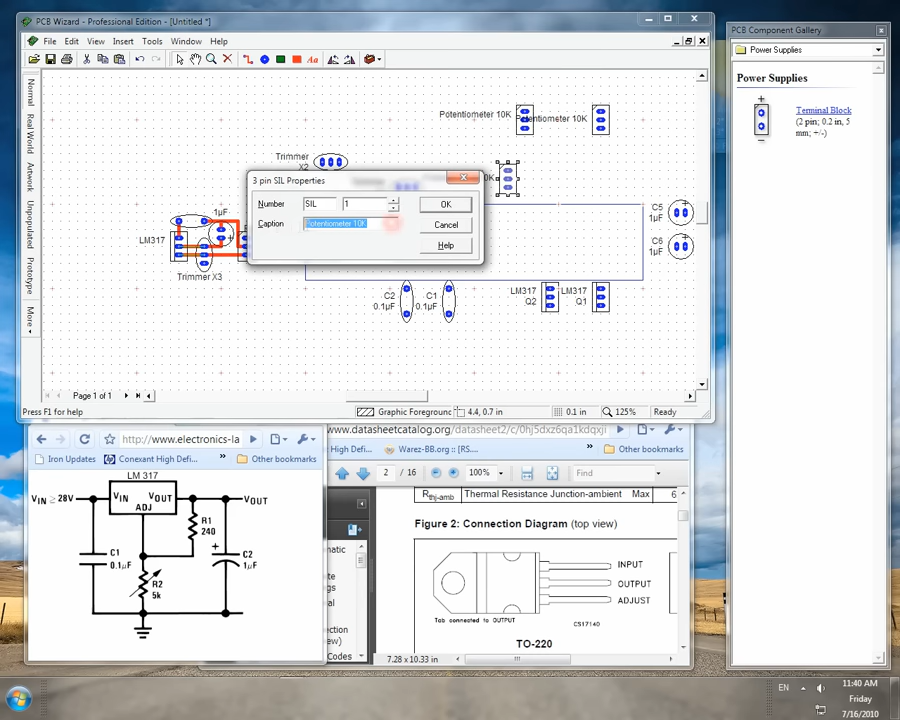 PCB Wizard - Professional Edition - [Untitled *]
File Edit View Insert Tools Window Help
Aa
Normal
Real World
Artwork
Unpopulated
Prototype
More
Potentiometer 10K
Potentiometer 10K
Trimmer
X2
0K
1µF
LM317
Trimmer X3
C5
1µF
C6
1µF
C2
0.1µF
C1
0.1µF
LM317
Q2
LM317
Q1
3 pin SIL Properties
Number SIL 1
Caption Potentiometer 10K
OK
Cancel
Help
Page 1 of 1
Press F1 for help
Graphic Foreground
4.4, 0.7 in
0.1 in
125%
Ready
PCB Component Gallery
Power Supplies
Power Supplies
+
−
Terminal Block
(2 pin; 0.2 in, 5
mm; +/-)
http://www.electronics-la
Iron Updates
Conexant High Defi...
»
Other bookmarks
LM 317
VIN ≥ 28V
VIN
VOUT
ADJ
VOUT
R1
240
C1
0.1µF
+
C2
1µF
R2
5k
www.datasheetcatalog.org/datasheet2/c/0hj5dxz6qa1kdqxji
High Defi...
Warez-BB.org :: [RS....
»
Other bookmarks
2 / 16
100%
Find
Rthj-amb Thermal Resistance Junction-ambient Max 6
Figure 2: Connection Diagram (top view)
INPUT
OUTPUT
ADJUST
Tab connected to OUTPUT
CS17140
TO-220
Codes
7.28 x 10.33 in
EN
11:40 AM
Friday
7/16/2010